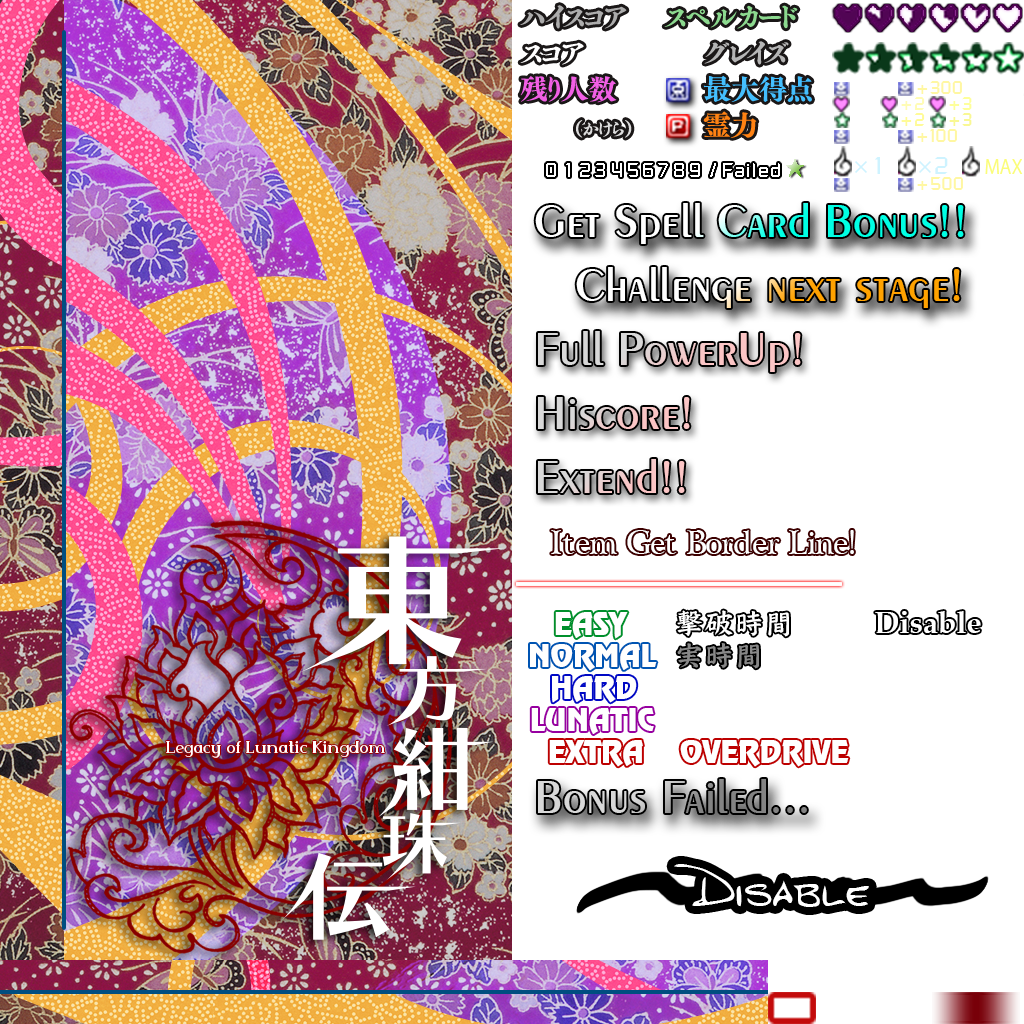 ハイスコア スペルカード
スコア グレイズ
残り人数 最大得点
(かけら) P 霊力
+300
+2 +3
+2 +3
+100
0123456789/Failed
×1 ×2 MAX
+500
Get Spell Card Bonus!!
Challenge next stage!
Full PowerUp!
Hiscore!
Extend!!
Item Get Border Line!
EASY 撃破時間 Disable
NORMAL 実時間
HARD
LUNATIC
EXTRA OVERDRIVE
Bonus Failed...
Disable
東方紺珠伝
Legacy of Lunatic Kingdom